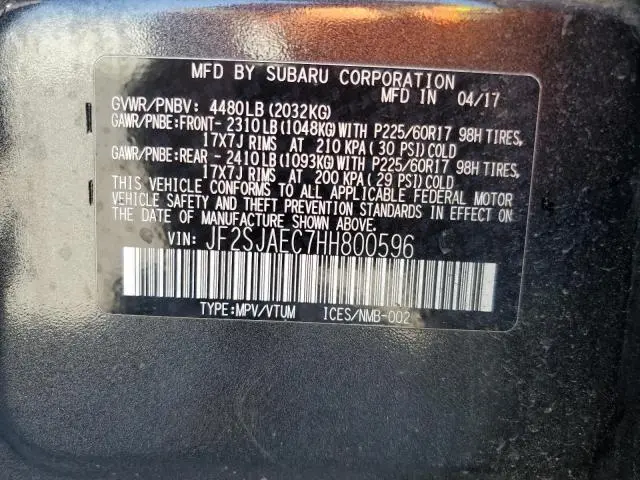 MFD BY SUBARU CORPORATION
MFD IN 04/17
GVWR/PNBV: 4480LB(2032KG)
GAWR/PNBE:FRONT-2310LB(1048KG)WITH P225/60R17 98H TIRES,
17X7J RIMS AT 210 KPA(30 PSI)COLD
GAWR/PNBE:REAR -2410LB(1093KG)WITH P225/60R17 98H TIRES,
17X7J RIMS AT 200 KPA(29 PSI)COLD
THIS VEHICLE CONFORMS TO ALL APPLICABLE FEDERAL MOTOR
VEHICLE SAFETY AND THEFT PREVENTION STANDARDS IN EFFECT ON
THE DATE OF MANUFACTURE SHOWN ABOVE.
VIN: JF2SJAEC7HH800596
TYPE:MPV/VTUM ICES/NMB-002